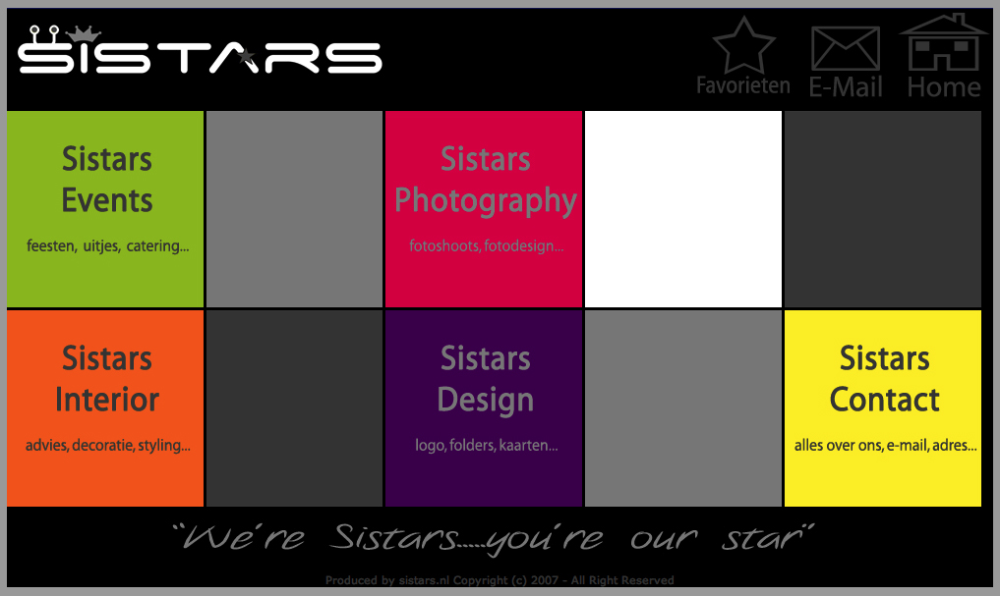 SISTARS
Favorieten
E-Mail
Home
Sistars
Events
feesten, uitjes, catering...
Sistars
Photography
fotoshoots, fotodesign...
Sistars
Interior
advies, decoratie, styling...
Sistars
Design
logo, folders, kaarten...
Sistars
Contact
alles over ons, e-mail, adres...
"We're Sistars.....you're our star"
Produced by sistars.nl Copyright (c) 2007 - All Right Reserved